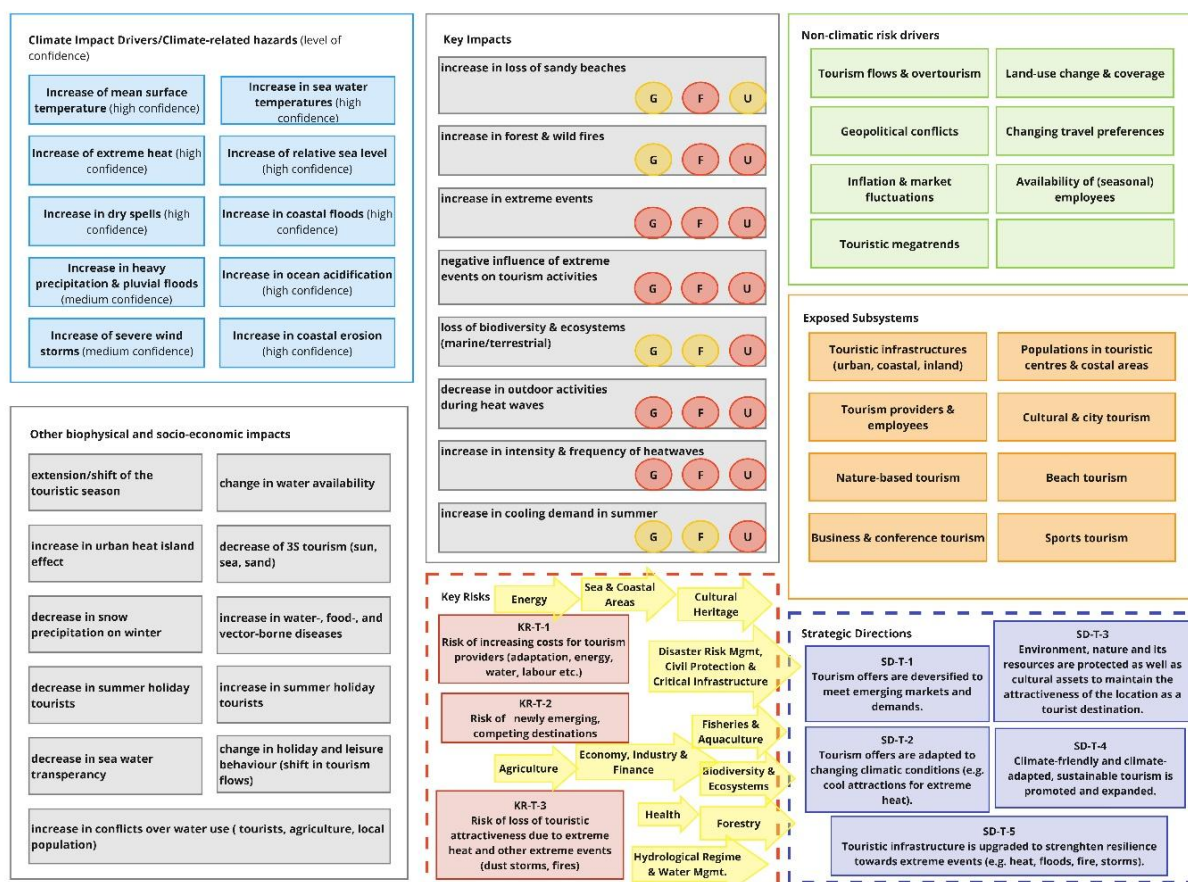 Climate Impact Drivers/Climate-related hazards (level of
confidence)
Increase of mean surface
temperature (high confidence)
Increase in sea water
temperatures (high
confidence)
Increase of extreme heat (high
confidence)
Increase of relative sea level
(high confidence)
Increase in dry spells (high
confidence)
Increase in coastal floods (high
confidence)
Increase in heavy
precipitation & pluvial floods
(medium confidence)
Increase in ocean acidification
(high confidence)
Increase of severe wind
storms (medium confidence)
Increase in coastal erosion
(high confidence)
Other biophysical and socio-economic impacts
extension/shift of the
touristic season
change in water availability
increase in urban heat island
effect
decrease of 3S tourism (sun,
sea, sand)
decrease in snow
precipitation on winter
increase in water-, food-, and
vector-borne diseases
decrease in summer holiday
tourists
increase in summer holiday
tourists
decrease in sea water
transperancy
change in holiday and leisure
behaviour (shift in tourism
flows)
increase in conflicts over water use ( tourists, agriculture, local
population)
Key Impacts
increase in loss of sandy beaches
G F U
increase in forest & wild fires
G F U
increase in extreme events
G F U
negative influence of extreme
events on tourism activities
G F U
loss of biodiversity & ecosystems
(marine/terrestrial)
G F U
decrease in outdoor activities
during heat waves
G F U
increase in intensity & frequency of heatwaves
G F U
increase in cooling demand in summer
G F U
Key Risks
Energy
Sea & Coastal
Areas
Cultural
Heritage
KR-T-1
Risk of increasing costs for tourism
providers (adaptation, energy,
water, labour etc.)
Disaster Risk Mgmt,
Civil Protection &
Critical Infrastructure
KR-T-2
Risk of newly emerging,
competing destinations
Fisheries &
Aquaculture
Agriculture
Economy, Industry &
Finance
Biodiversity &
Ecosystems
KR-T-3
Risk of loss of touristic
attractiveness due to extreme
heat and other extreme events
(dust storms, fires)
Health
Forestry
Hydrological Regime
& Water Mgmt.
Non-climatic risk drivers
Tourism flows & overtourism
Land-use change & coverage
Geopolitical conflicts
Changing travel preferences
Inflation & market
fluctuations
Availability of (seasonal)
employees
Touristic megatrends
Exposed Subsystems
Touristic infrastructures
(urban, coastal, inland)
Populations in touristic
centres & costal areas
Tourism providers &
employees
Cultural & city tourism
Nature-based tourism
Beach tourism
Business & conference tourism
Sports tourism
Strategic Directions
SD-T-1
Tourism offers are deversified to
meet emerging markets and
demands.
SD-T-3
Environment, nature and its
resources are protected as well as
cultural assets to maintain the
attractiveness of the location as a
tourist destination.
SD-T-2
Tourism offers are adapted to
changing climatic conditions (e.g.
cool attractions for extreme
heat).
SD-T-4
Climate-friendly and climate-
adapted, sustainable tourism is
promoted and expanded.
SD-T-5
Touristic infrastructure is upgraded to strenghten resilience
towards extreme events (e.g. heat, floods, fire, storms).